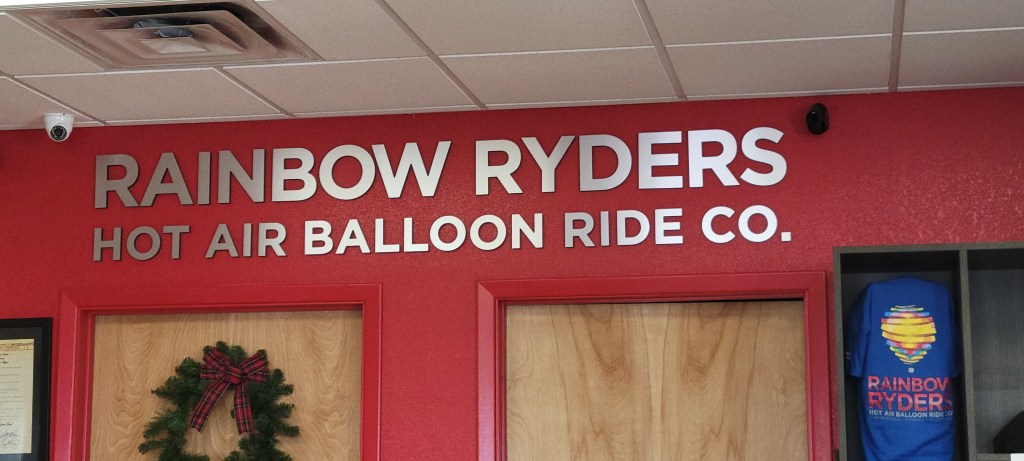 RAINBOW RYDERS
HOT AIR BALLOON RIDE CO.
RAINBOW
RYDERS
HOT AIR BALLOON RIDE CO